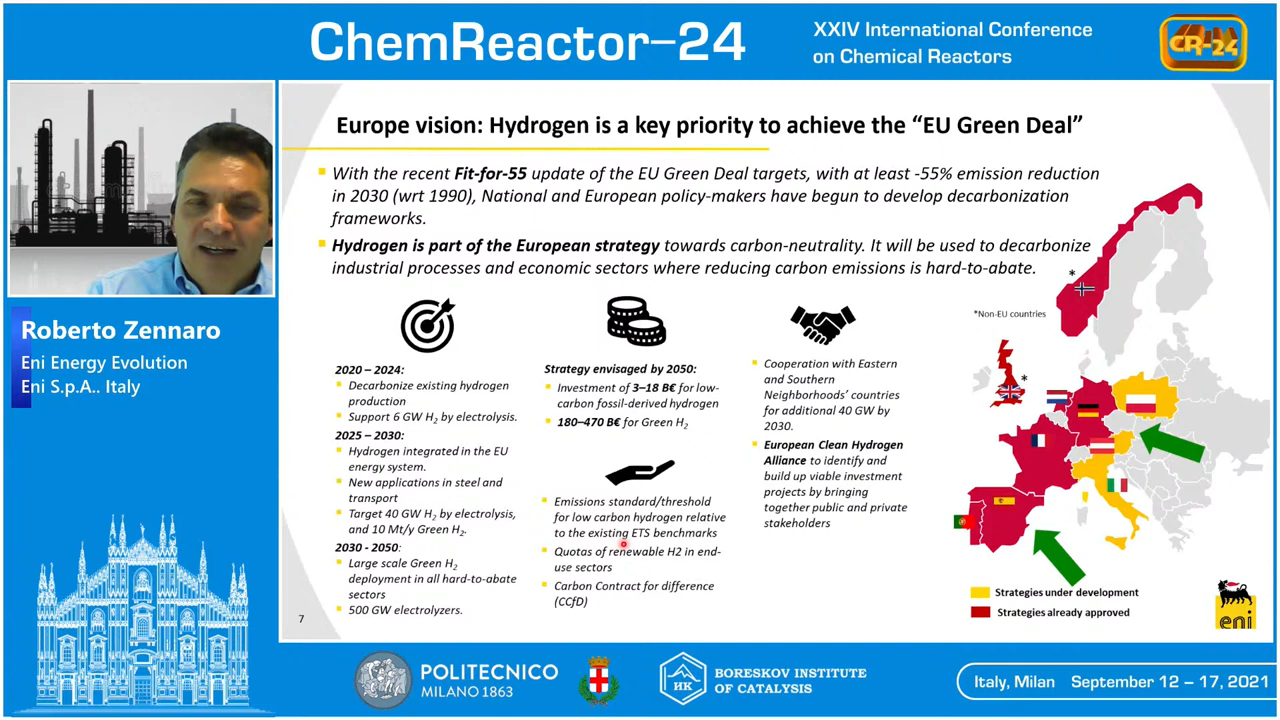 ChemReactor–24
XXIV International Conference
on Chemical Reactors
CR-24
Europe vision: Hydrogen is a key priority to achieve the “EU Green Deal”
With the recent Fit-for-55 update of the EU Green Deal targets, with at least -55% emission reduction
in 2030 (wrt 1990), National and European policy-makers have begun to develop decarbonization
frameworks.
Hydrogen is part of the European strategy towards carbon-neutrality. It will be used to decarbonize
industrial processes and economic sectors where reducing carbon emissions is hard-to-abate.
Roberto Zennaro
Eni Energy Evolution
Eni S.p.A.. Italy
2020 – 2024:
Decarbonize existing hydrogen
production
Support 6 GW H2 by electrolysis.
2025 – 2030:
Hydrogen integrated in the EU
energy system.
New applications in steel and
transport
Target 40 GW H2 by electrolysis,
and 10 Mt/y Green H2.
2030 - 2050:
Large scale Green H2
deployment in all hard-to-abate
sectors
500 GW electrolyzers.
Strategy envisaged by 2050:
Investment of 3–18 B€ for low-
carbon fossil-derived hydrogen
180–470 B€ for Green H2
Emissions standard/threshold
for low carbon hydrogen relative
to the existing ETS benchmarks
Quotas of renewable H2 in end-
use sectors
Carbon Contract for difference
(CCfD)
Cooperation with Eastern
and Southern
Neighborhoods’ countries
for additional 40 GW by
2030.
European Clean Hydrogen
Alliance to identify and
build up viable investment
projects by bringing
together public and private
stakeholders
*
*Non-EU countries
*
Strategies under development
Strategies already approved
eni
7
POLITECNICO
MILANO 1863
НК
BORESKOV INSTITUTE
OF CATALYSIS
Italy, Milan September 12 – 17, 2021